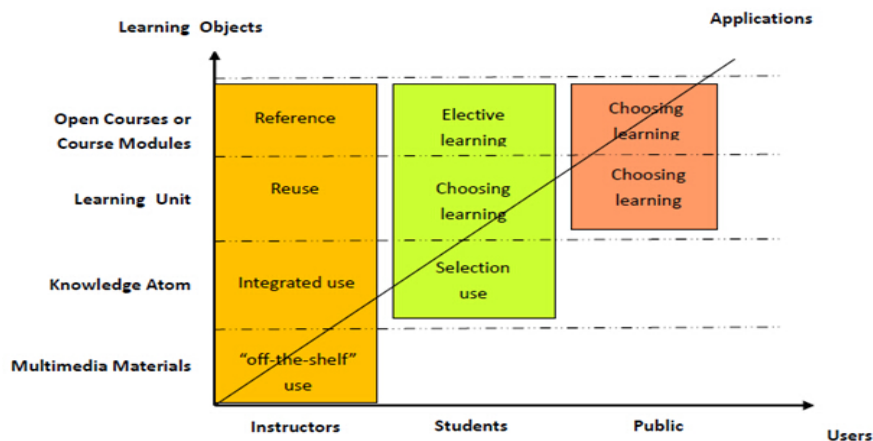 Applications
Learning Objects
Open Courses or
Course Modules
Reference
Elective
learning
Choosing
learning
Learning Unit
Reuse
Choosing
learning
Choosing
learning
Knowledge Atom
Integrated use
Selection
use
Multimedia Materials
“off-the-shelf”
use
Instructors
Students
Public
Users